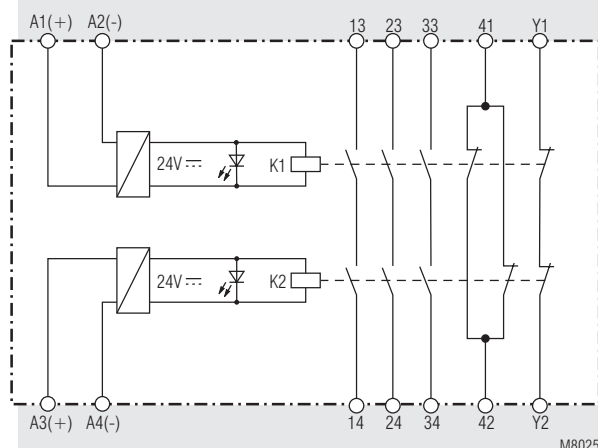 A1(+) A2(-) 13 23 33 41 Y1
24V K1
24V K2
A3(+) A4(-) 14 24 34 42 Y2
M8025